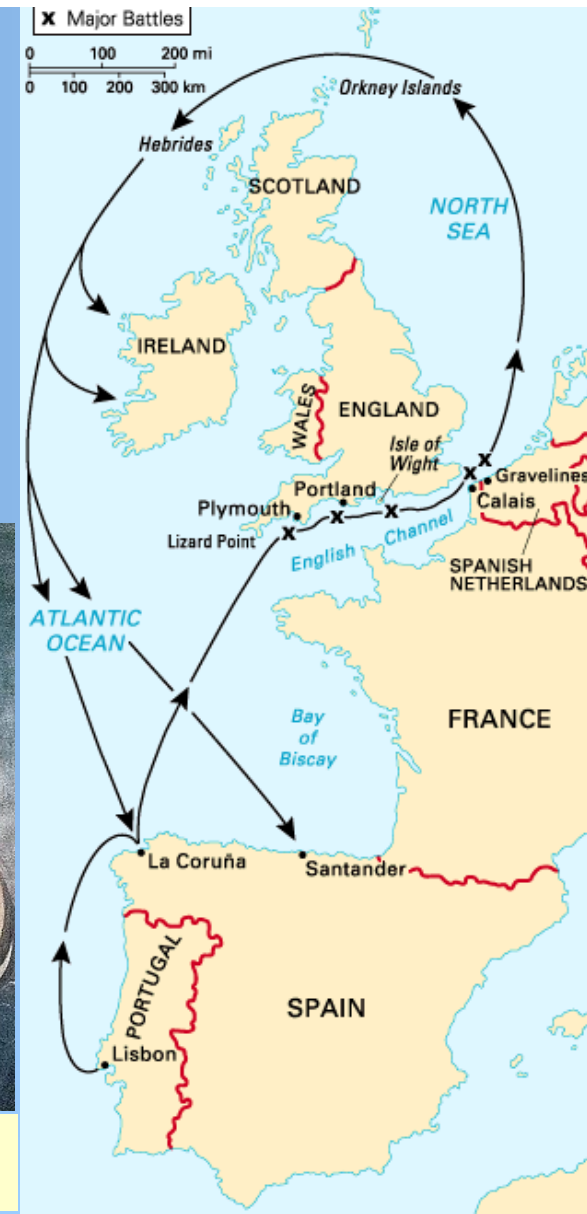 x Major Battles
0 100 200 mi
0 100 200 300 km
Orkney Islands
Hebrides
SCOTLAND
NORTH
SEA
IRELAND
WALES
ENGLAND
Isle of
Wight
Gravelines
Portland
Calais
Plymouth
Lizard Point
English Channel
SPANISH
NETHERLANDS
ATLANTIC
OCEAN
FRANCE
Bay
of
Biscay
La Coruña
Santander
PORTUGAL
SPAIN
Lisbon